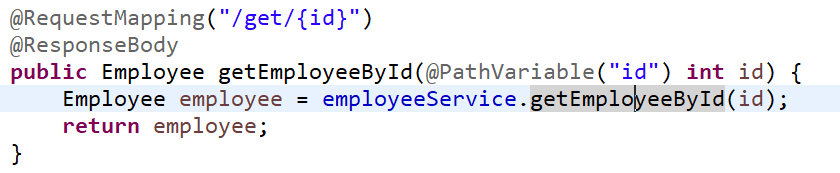 @RequestMapping("/get/{id}")
@ResponseBody
public Employee getEmployeeById(@PathVariable("id") int id) {
    Employee employee = employeeService.getEmployeeById(id);
    return employee;
}